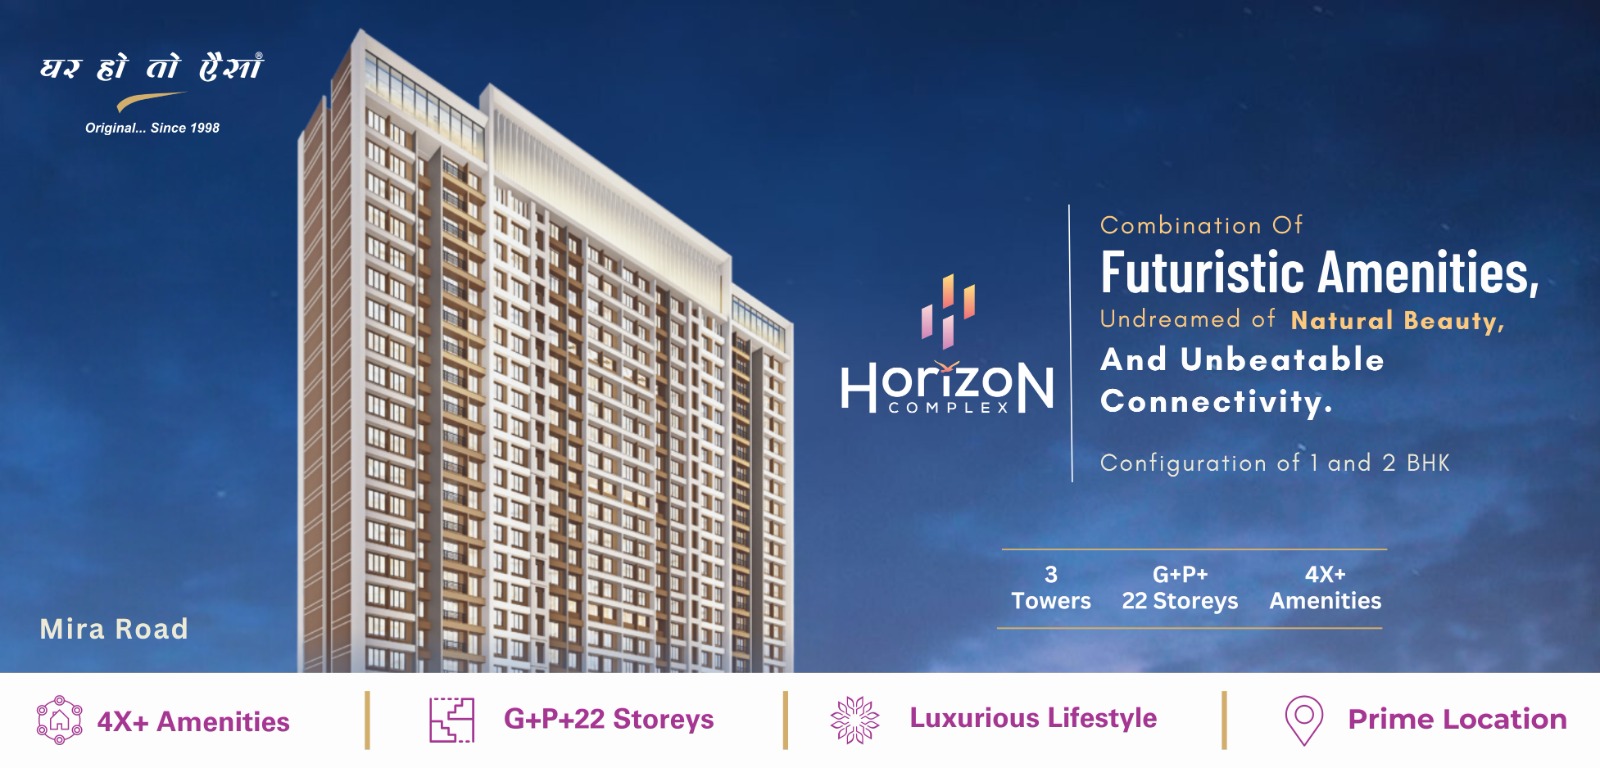 घर हो तो ऐसा®
Original... Since 1998
Combination Of
Futuristic Amenities,
Undreamed of Natural Beauty,
And Unbeatable
Connectivity.
Configuration of 1 and 2 BHK
HorizoN
COMPLEX
3
Towers
G+P+
22 Storeys
4X+
Amenities
Mira Road
4X+ Amenities
G+P+22 Storeys
Luxurious Lifestyle
Prime Location